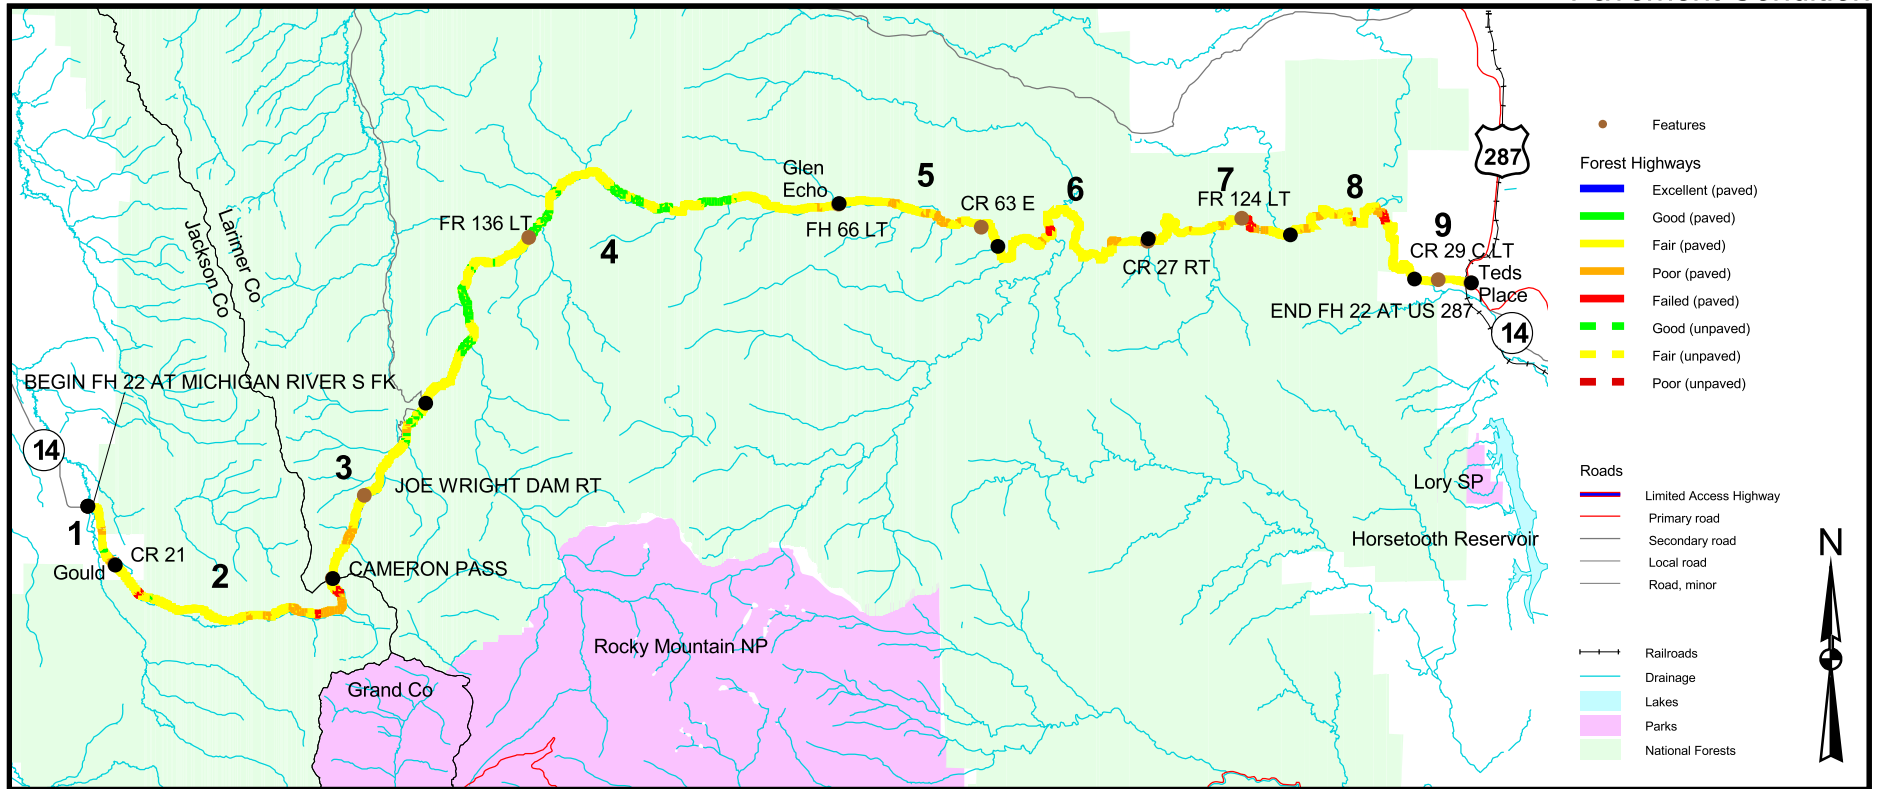 Pavement Condition
Larimer Co
Jackson Co
BEGIN FH 22 AT MICHIGAN RIVER S FK
14
1
Gould
CR 21
2
3
JOE WRIGHT DAM RT
CAMERON PASS
FR 136 LT
4
Glen
Echo
FH 66 LT
5
CR 63 E
6
CR 27 RT
7
FR 124 LT
8
9
CR 29 C LT
Teds
Place
END FH 22 AT US 287
287
14
Lory SP
Horsetooth Reservoir
Rocky Mountain NP
Grand Co
Features
Forest Highways
Excellent (paved)
Good (paved)
Fair (paved)
Poor (paved)
Failed (paved)
Good (unpaved)
Fair (unpaved)
Poor (unpaved)
Roads
Limited Access Highway
Primary road
Secondary road
Local road
Road, minor
Railroads
Drainage
Lakes
Parks
National Forests
N